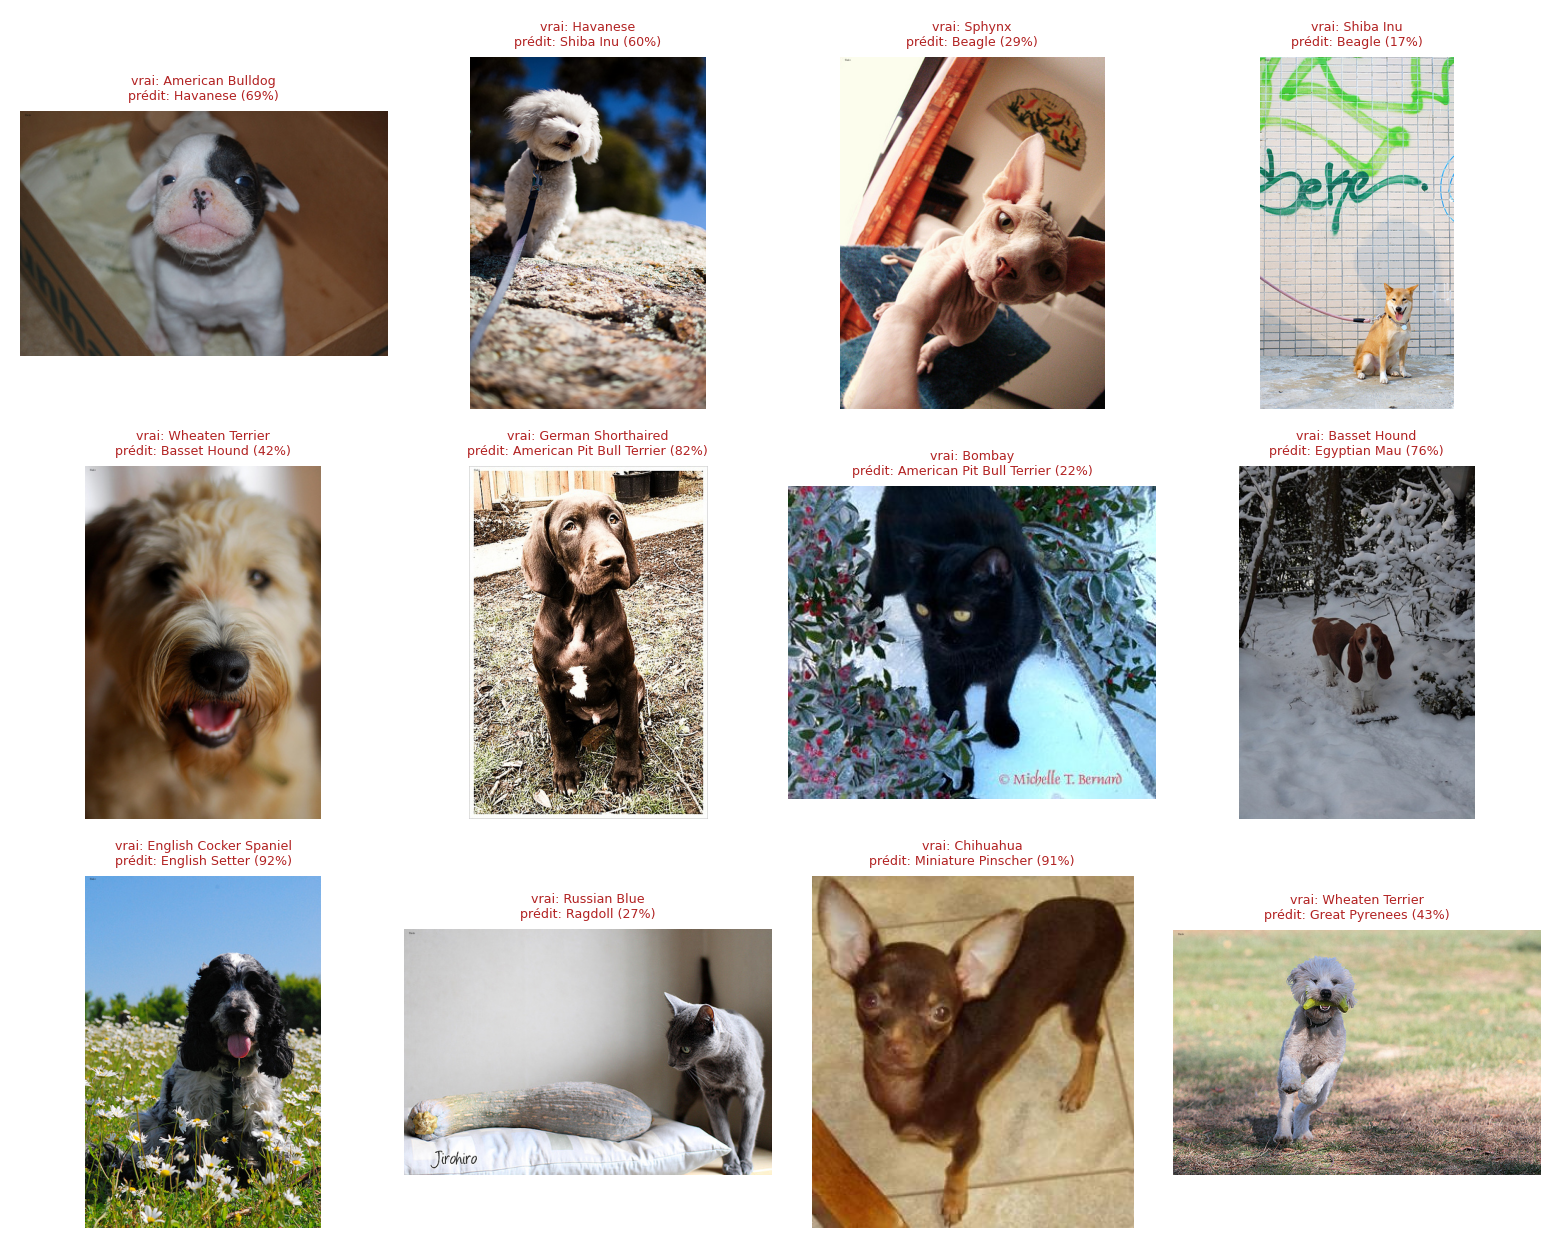 vrai: American Bulldog
prédit: Havanese (69%)
vrai: Havanese
prédit: Shiba Inu (60%)
vrai: Sphynx
prédit: Beagle (29%)
vrai: Shiba Inu
prédit: Beagle (17%)
vrai: Wheaten Terrier
prédit: Basset Hound (42%)
vrai: German Shorthaired
prédit: American Pit Bull Terrier (82%)
vrai: Bombay
prédit: American Pit Bull Terrier (22%)
© Michelle T. Bernard
vrai: Basset Hound
prédit: Egyptian Mau (76%)
vrai: English Cocker Spaniel
prédit: English Setter (92%)
vrai: Russian Blue
prédit: Ragdoll (27%)
Jirohiro
vrai: Chihuahua
prédit: Miniature Pinscher (91%)
vrai: Wheaten Terrier
prédit: Great Pyrenees (43%)